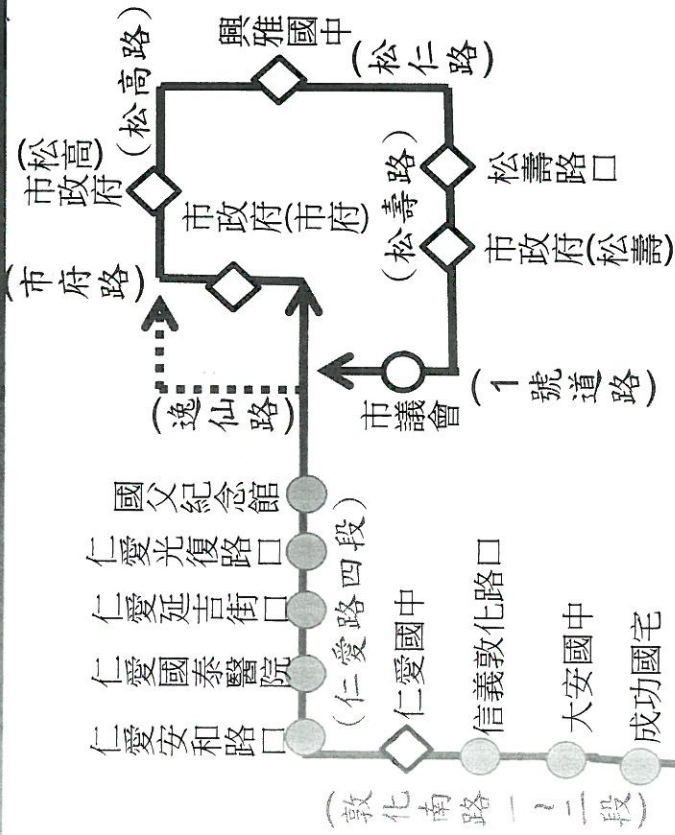 (市府路)
市政府
(松高)
(松高路)
興雅國中
(松仁路)
市政府(市府)
(松壽路)
松壽路口
市政府(松壽)
(逸仙路)
市議會
(1號道路)
國父紀念館
仁愛光復路口
仁愛延吉街口
仁愛國泰醫院
仁愛安和路口
(仁愛路四段)
仁愛國中
信義敦化路口
大安國中
成功國宅
(敦化南路一~二段)